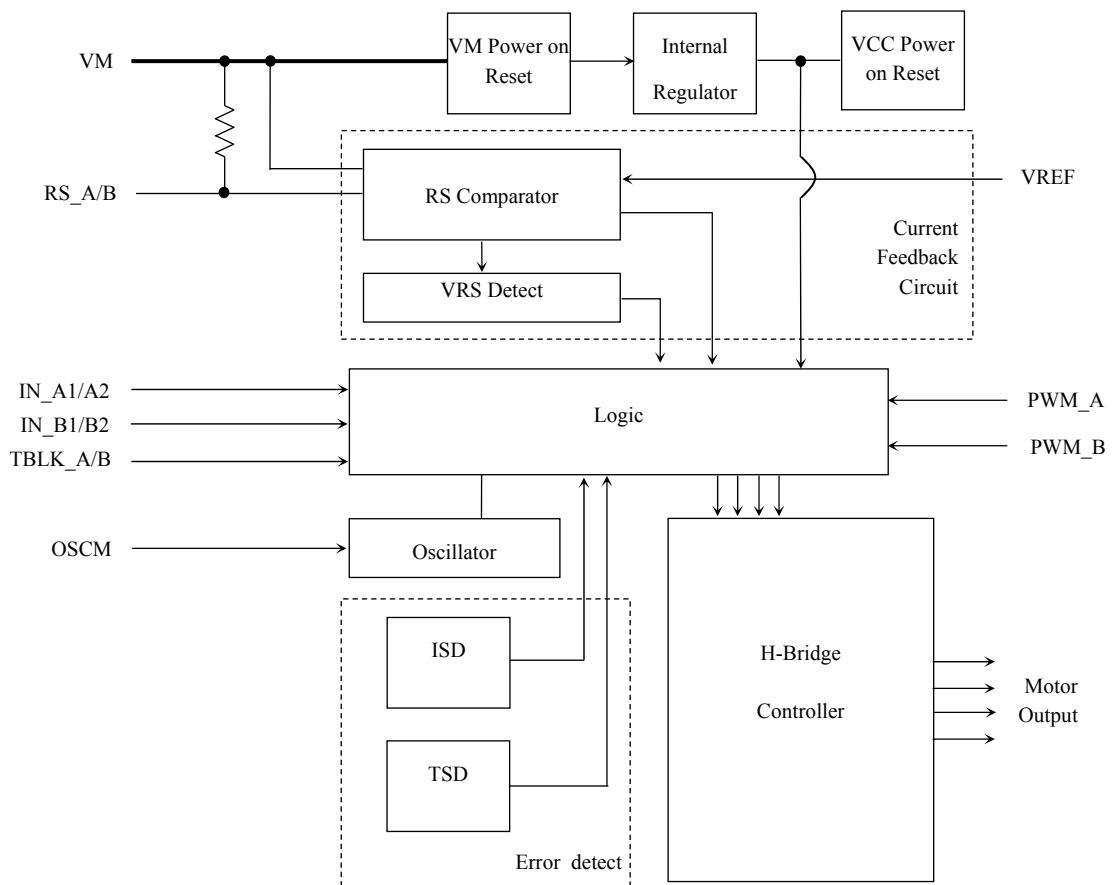 VM
VM Power on
Reset
Internal
Regulator
VCC Power
on Reset
RS_A/B
RS Comparator
VREF
Current
Feedback
Circuit
VRS Detect
IN_A1/A2
IN_B1/B2
TBLK_A/B
Logic
PWM_A
PWM_B
OSCM
Oscillator
ISD
TSD
Error detect
H-Bridge
Controller
Motor
Output